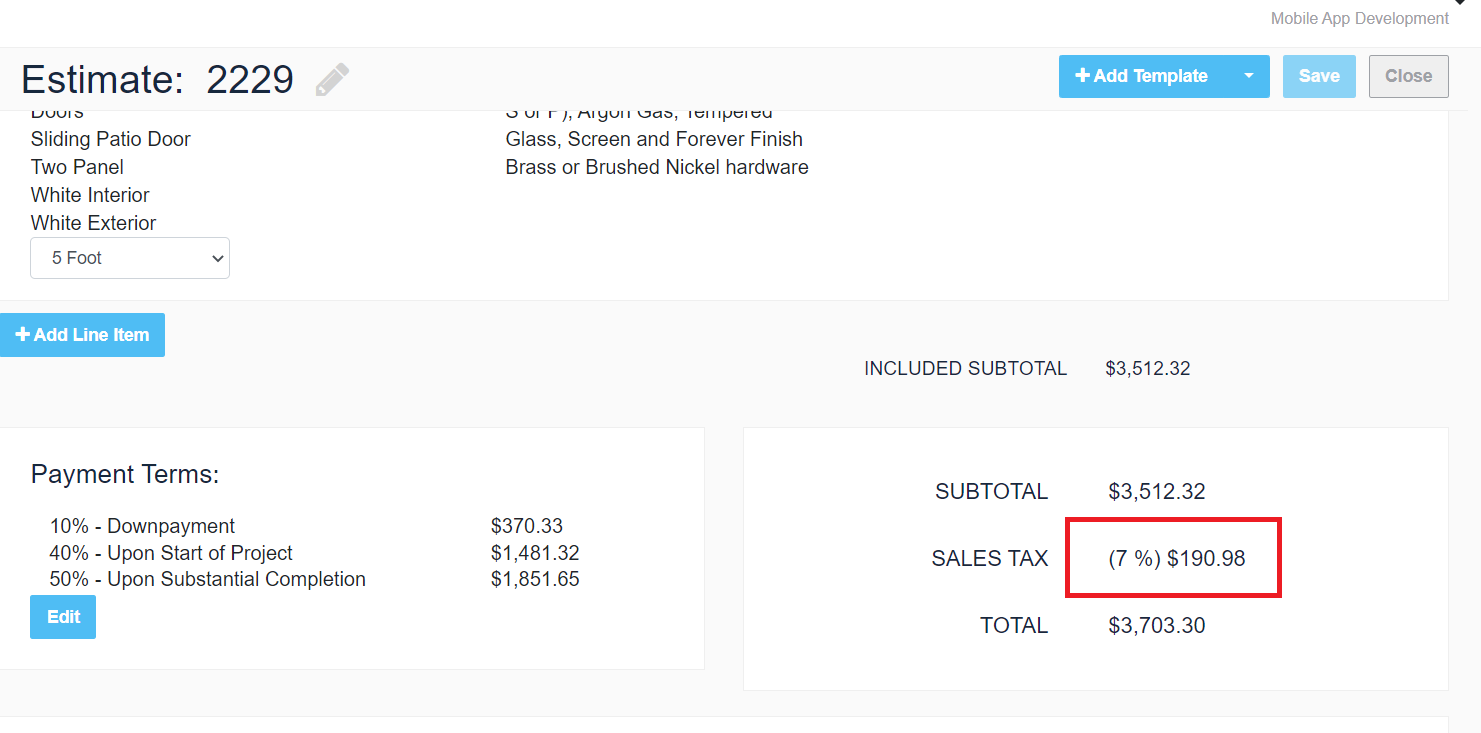 Mobile App Development
Estimate: 2229
Add Template
Save
Close
Doors
S or P), Argon Gas, Tempered
Sliding Patio Door
Glass, Screen and Forever Finish
Two Panel
Brass or Brushed Nickel hardware
White Interior
White Exterior
5 Foot
Add Line Item
INCLUDED SUBTOTAL $3,512.32
Payment Terms:
10% - Downpayment $370.33
40% - Upon Start of Project $1,481.32
50% - Upon Substantial Completion $1,851.65
Edit
SUBTOTAL $3,512.32
SALES TAX (7 %) $190.98
TOTAL $3,703.30